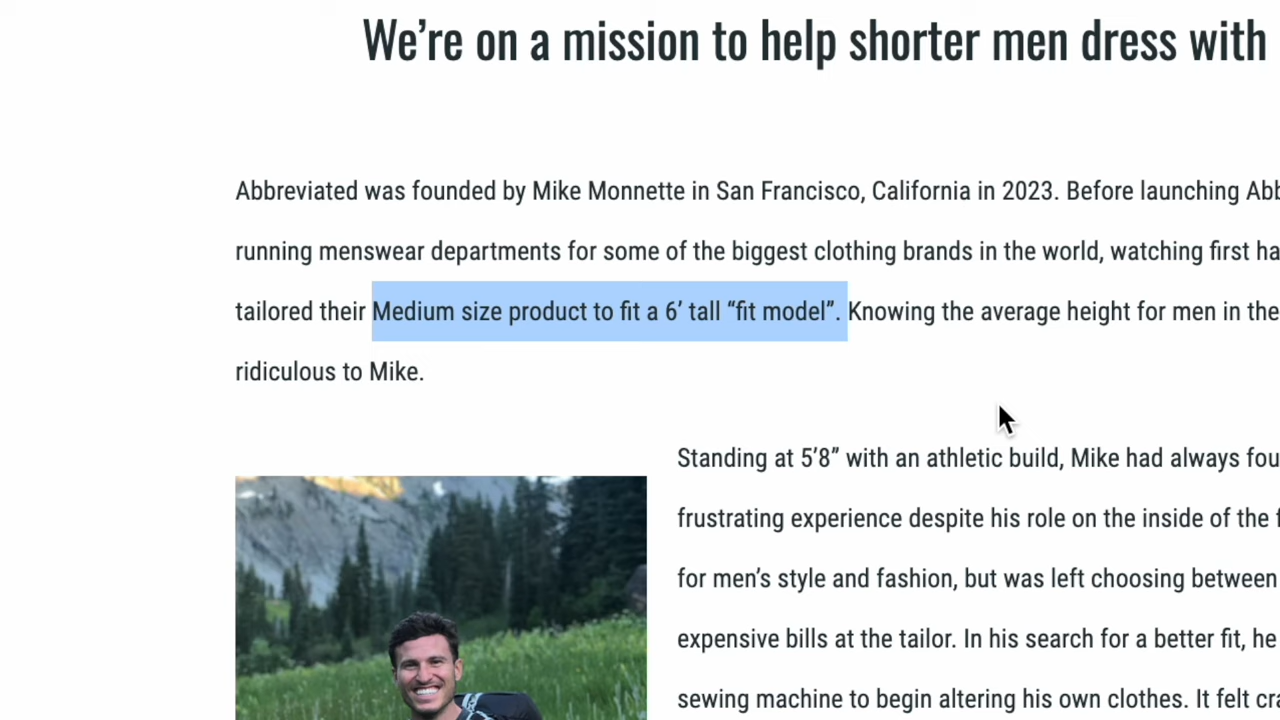 We’re on a mission to help shorter men dress with
Abbreviated was founded by Mike Monnette in San Francisco, California in 2023. Before launching Abb
running menswear departments for some of the biggest clothing brands in the world, watching first ha
tailored their Medium size product to fit a 6’ tall “fit model”. Knowing the average height for men in the
ridiculous to Mike.
Standing at 5’8” with an athletic build, Mike had always fou
frustrating experience despite his role on the inside of the f
for men’s style and fashion, but was left choosing between
expensive bills at the tailor. In his search for a better fit, he
sewing machine to begin altering his own clothes. It felt cra